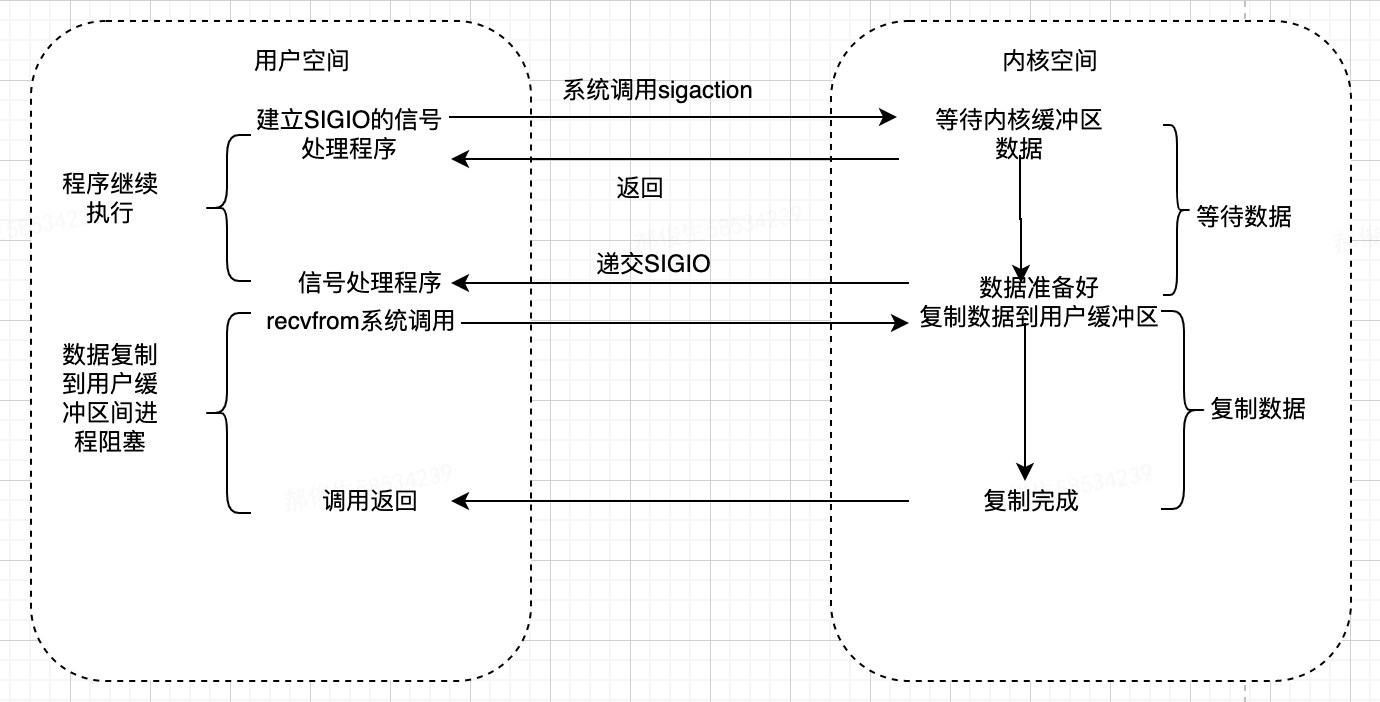 用户空间
内核空间
系统调用sigaction
建立SIGIO的信号
处理程序
等待内核缓冲区
数据
返回
程序继续
执行
等待数据
递交SIGIO
信号处理程序
数据准备好
recvfrom系统调用
复制数据到用户缓冲区
数据复制
到用户缓
冲区间进
程阻塞
复制数据
调用返回
复制完成